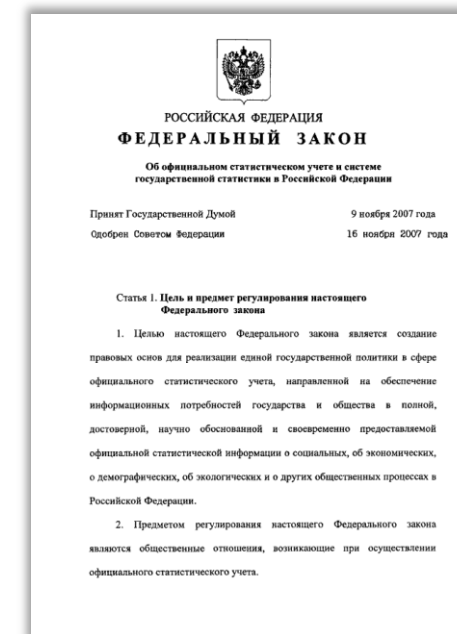 РОССИЙСКАЯ ФЕДЕРАЦИЯ
ФЕДЕРАЛЬНЫЙ ЗАКОН
Об официальном статистическом учете и системе
государственной статистики в Российской Федерации
Принят Государственной Думой 9 ноября 2007 года
Одобрен Советом Федерации 16 ноября 2007 года
Статья 1. Цель и предмет регулирования настоящего
Федерального закона
1. Целью настоящего Федерального закона является создание
правовых основ для реализации единой государственной политики в сфере
официального статистического учета, направленной на обеспечение
информационных потребностей государства и общества в полной,
достоверной, научно обоснованной и своевременно предоставляемой
официальной статистической информации о социальных, об экономических,
о демографических, об экологических и о других общественных процессах в
Российской Федерации.
2. Предметом регулирования настоящего Федерального закона
являются общественные отношения, возникающие при осуществлении
официального статистического учета.